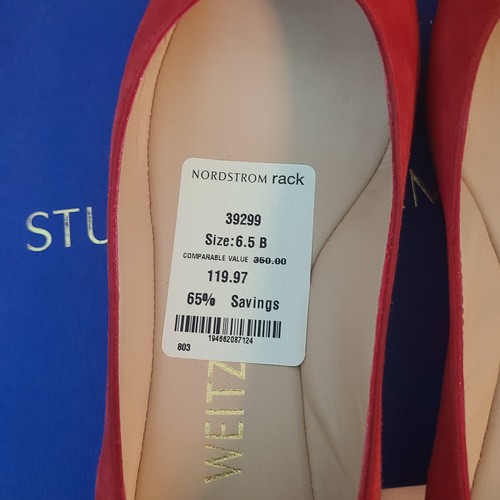 STU
NORDSTROM rack
39299
Size:6.5 B
COMPARABLE VALUE 350.00
119.97
65% Savings
194662087124
803
WEITZ